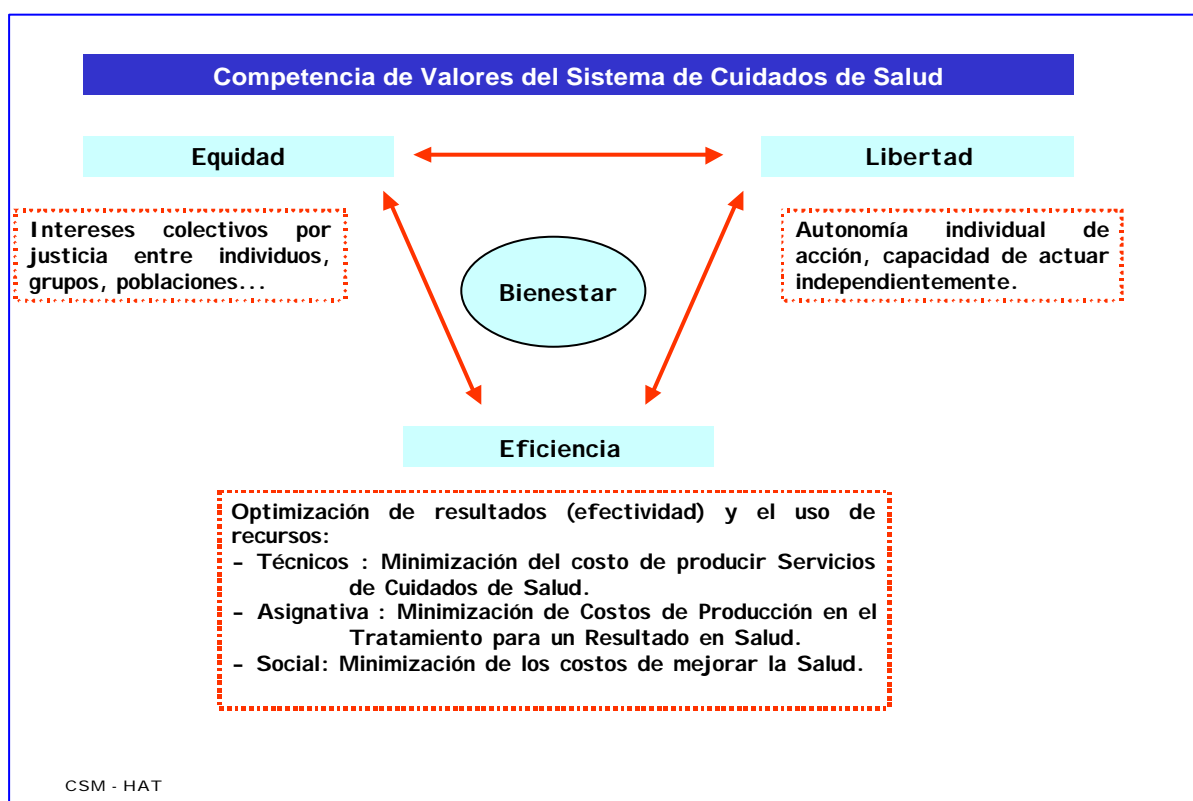 Competencia de Valores del Sistema de Cuidados de Salud
Equidad
Libertad
Intereses colectivos por
justicia entre individuos,
grupos, poblaciones...
Autonomía individual de
acción, capacidad de actuar
independientemente.
Bienestar
Eficiencia
Optimización de resultados (efectividad) y el uso de
recursos:
– Técnicos : Minimización del costo de producir Servicios
de Cuidados de Salud.
– Asignativa : Minimización de Costos de Producción en el
Tratamiento para un Resultado en Salud.
– Social: Minimización de los costos de mejorar la Salud.
CSM - HAT